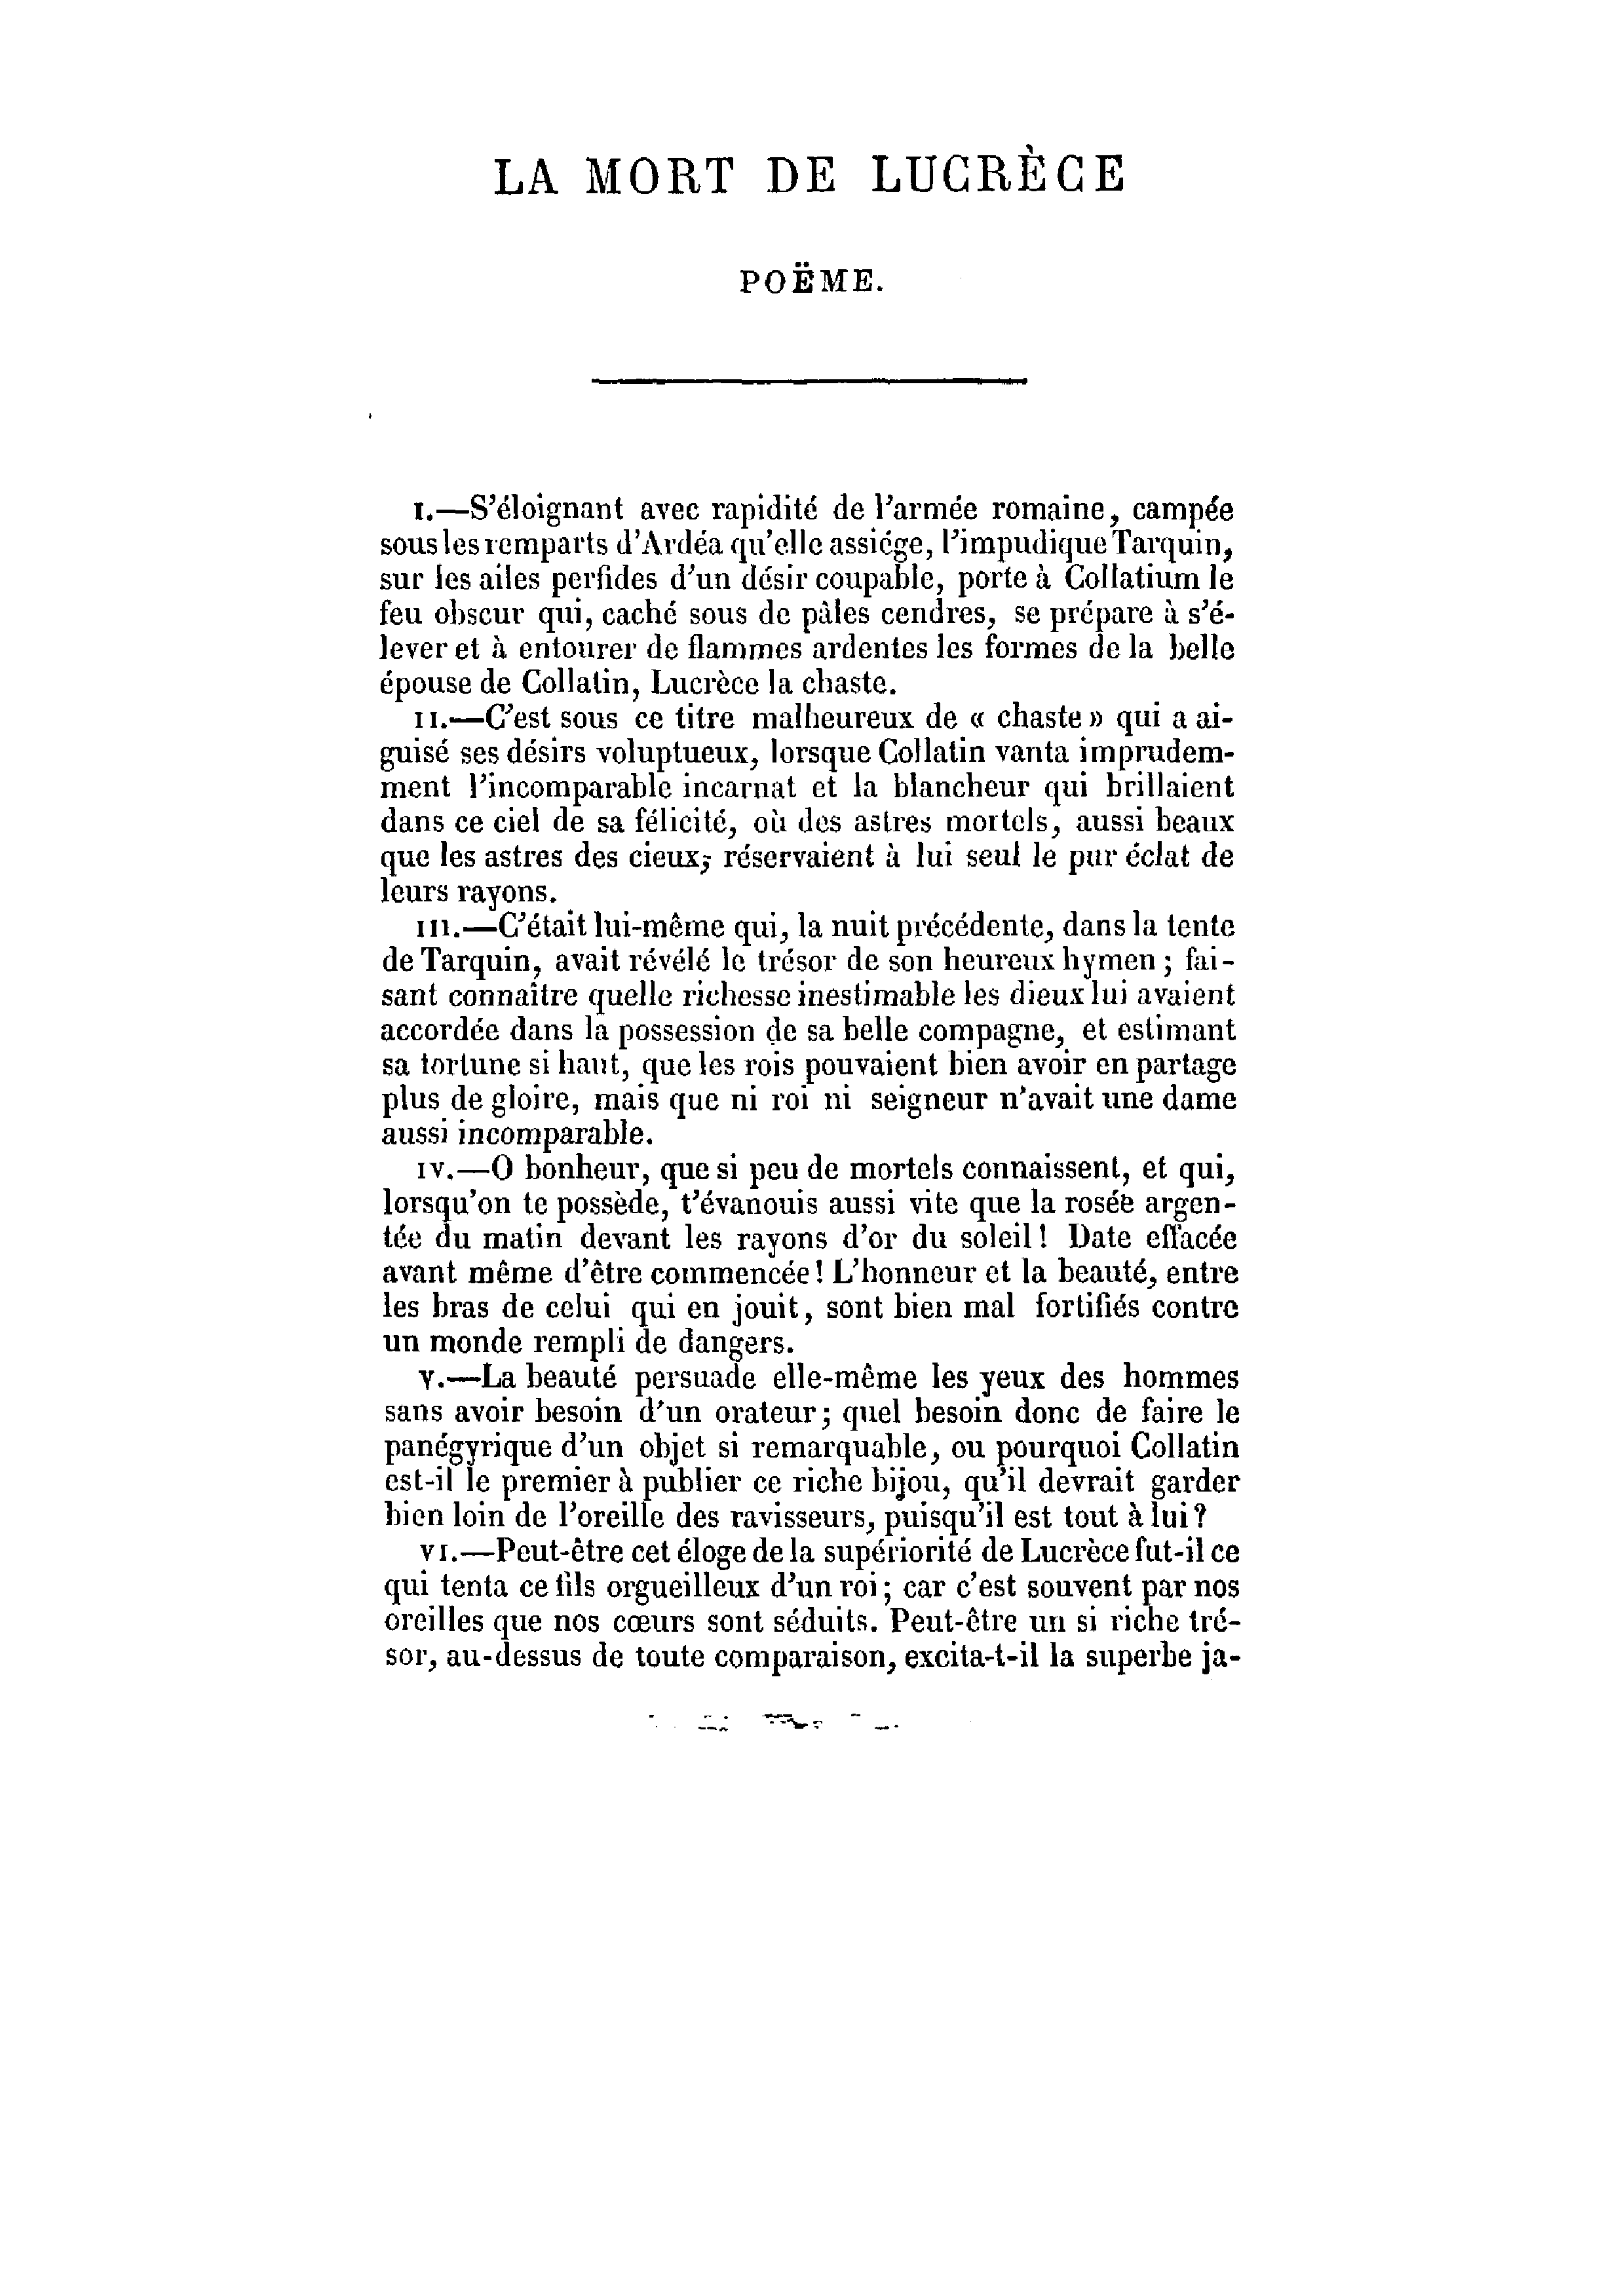 LA MORT DE LUCRÈCE
POËME.
I.—S'éloignant avec rapidité de l'armée romaine, campée
sous les remparts d'Ardéa qu'elle assiége, l'impudique Tarquin,
sur les ailes perfides d'un désir coupable, porte à Collatium le
feu obscur qui, caché sous de pâles cendres, se prépare à s'é-
lever et à entourer de flammes ardentes les formes de la belle
épouse de Collatin, Lucrèce la chaste.
II.—C'est sous ce titre malheureux de « chaste » qui a ai-
guisé ses désirs voluptueux, lorsque Collatin vanta imprudem-
ment l'incomparable incarnat et la blancheur qui brillaient
dans ce ciel de sa félicité, où des astres mortels, aussi beaux
que les astres des cieux, réservaient à lui seul le pur éclat de
leurs rayons.
III.—C'était lui-même qui, la nuit précédente, dans la tente
de Tarquin, avait révélé le trésor de son heureux hymen ; fai-
sant connaître quelle richesse inestimable les dieux lui avaient
accordée dans la possession de sa belle compagne, et estimant
sa fortune si haut, que les rois pouvaient bien avoir en partage
plus de gloire, mais que ni roi ni seigneur n'avait une dame
aussi incomparable.
IV.—O bonheur, que si peu de mortels connaissent, et qui,
lorsqu'on te possède, t'évanouis aussi vite que la rosée argen-
tée du matin devant les rayons d'or du soleil ! Date effacée
avant même d'être commencée ! L'honneur et la beauté, entre
les bras de celui qui en jouit, sont bien mal fortifiés contre
un monde rempli de dangers.
V.—La beauté persuade elle-même les yeux des hommes
sans avoir besoin d'un orateur ; quel besoin donc de faire le
panégyrique d'un objet si remarquable, ou pourquoi Collatin
est-il le premier à publier ce riche bijou, qu'il devrait garder
bien loin de l'oreille des ravisseurs, puisqu'il est tout à lui ?
VI.—Peut-être cet éloge de la supériorité de Lucrèce fut-il ce
qui tenta ce fils orgueilleux d'un roi ; car c'est souvent par nos
oreilles que nos cœurs sont séduits. Peut-être un si riche tré-
sor, au-dessus de toute comparaison, excita-t-il la superbe ja-